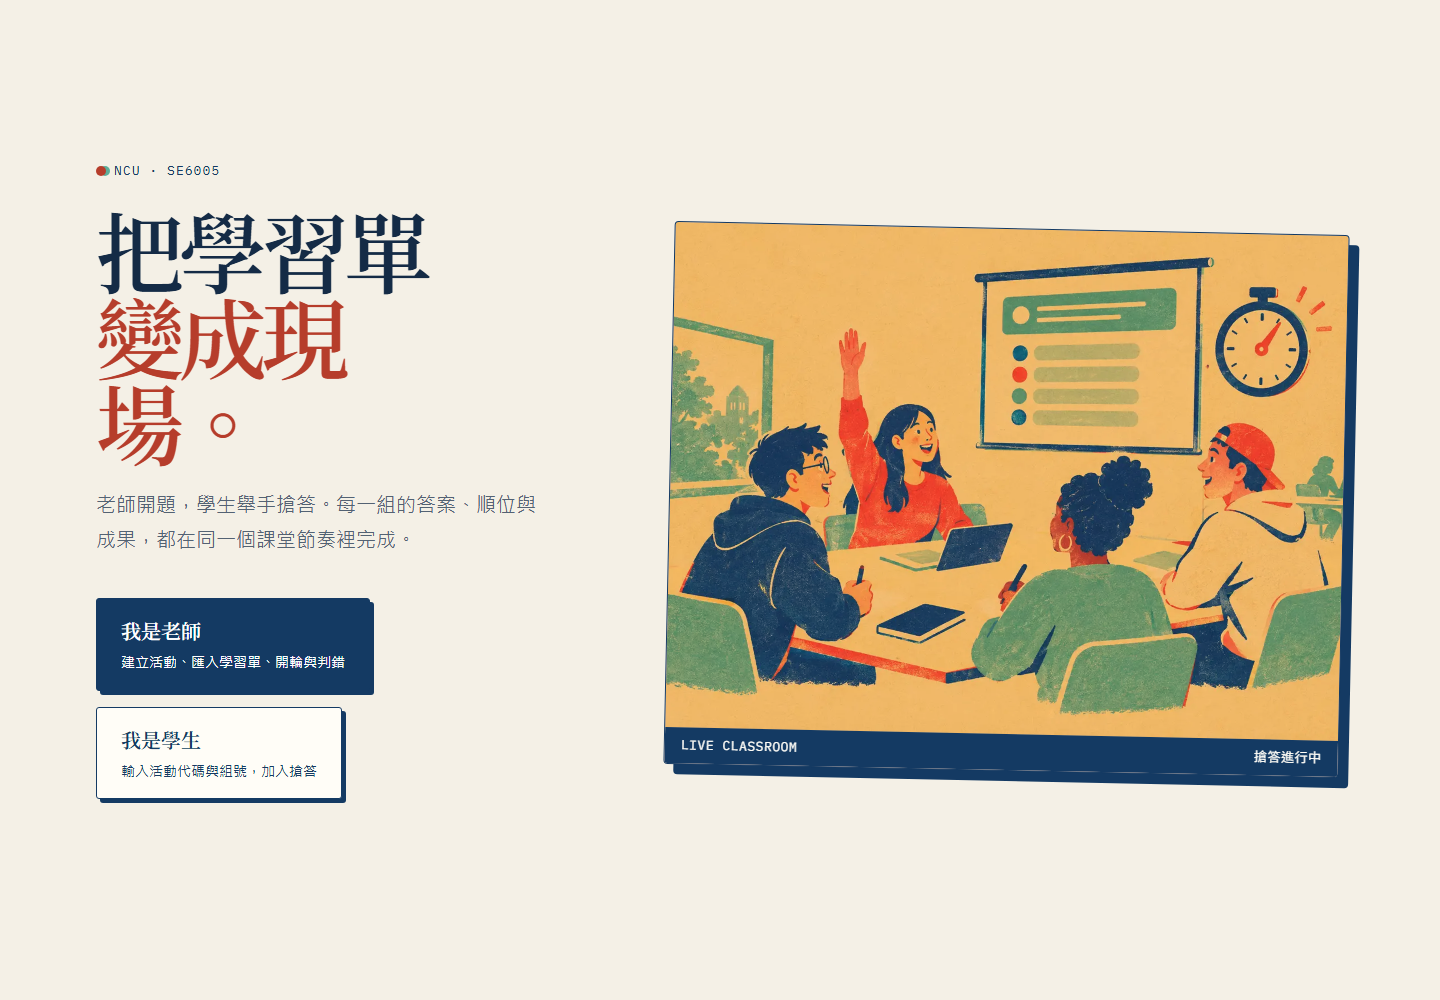 NCU · SE6005
把學習單
變成現
場。
老師開題，學生舉手搶答。每一組的答案、順位與
成果，都在同一個課堂節奏裡完成。
我是老師
建立活動、匯入學習單、開輪與判錯
我是學生
輸入活動代碼與組號，加入搶答
LIVE CLASSROOM
搶答進行中